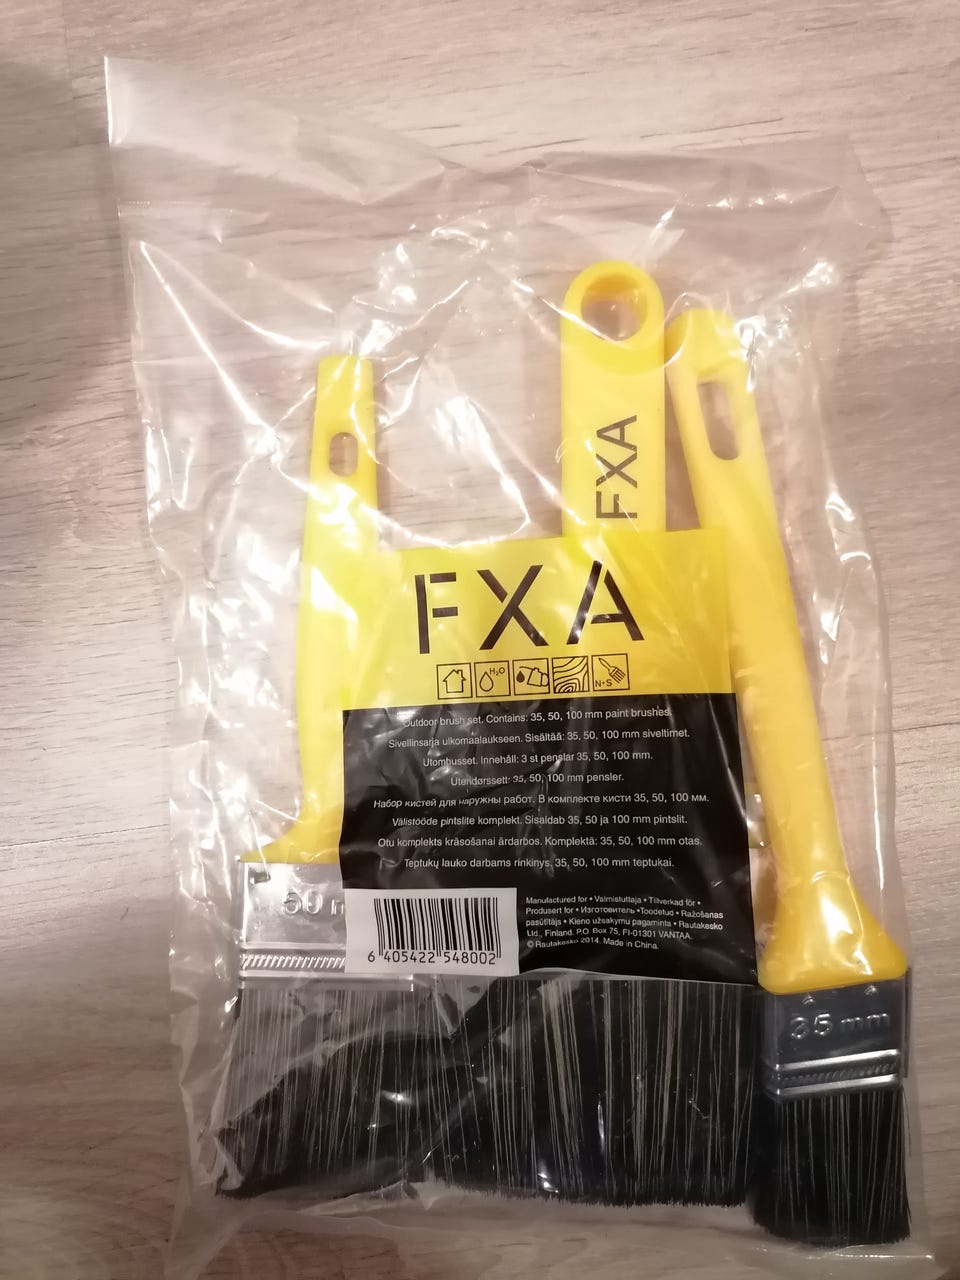 FXA
FXA
H₂O
N+S
Outdoor brush set. Contains: 35, 50, 100 mm paint brushes.
Sivellinsarja ulkomaalaukseen. Sisältää: 35, 50, 100 mm siveltimet.
Utomhusset. Innehåll: 3 st penslar 35, 50, 100 mm.
Utendørssett: 35, 50, 100 mm pensler.
Набор кистей для наружны работ. В комплекте кисти 35, 50, 100 мм.
Välistööde pintslite komplekt. Sisaldab 35, 50 ja 100 mm pintslit.
Otu komplekts krāsošanai ārdarbos. Komplektā: 35, 50, 100 mm otas.
Teptukų lauko darbams rinkinys. 35, 50, 100 mm teptukai.
50 m
Manufactured for • Valmistuttaja • Tillverkad för •
Produsert for • Изготовитель • Toodetud • Ražošanas
pasūtītājs • Kieno užsakymu pagaminta • Rautakesko
Ltd., Finland. P.O. Box 75, FI-01301 VANTAA.
© Rautakesko 2014. Made in China.
6 405422 548002
35 mm